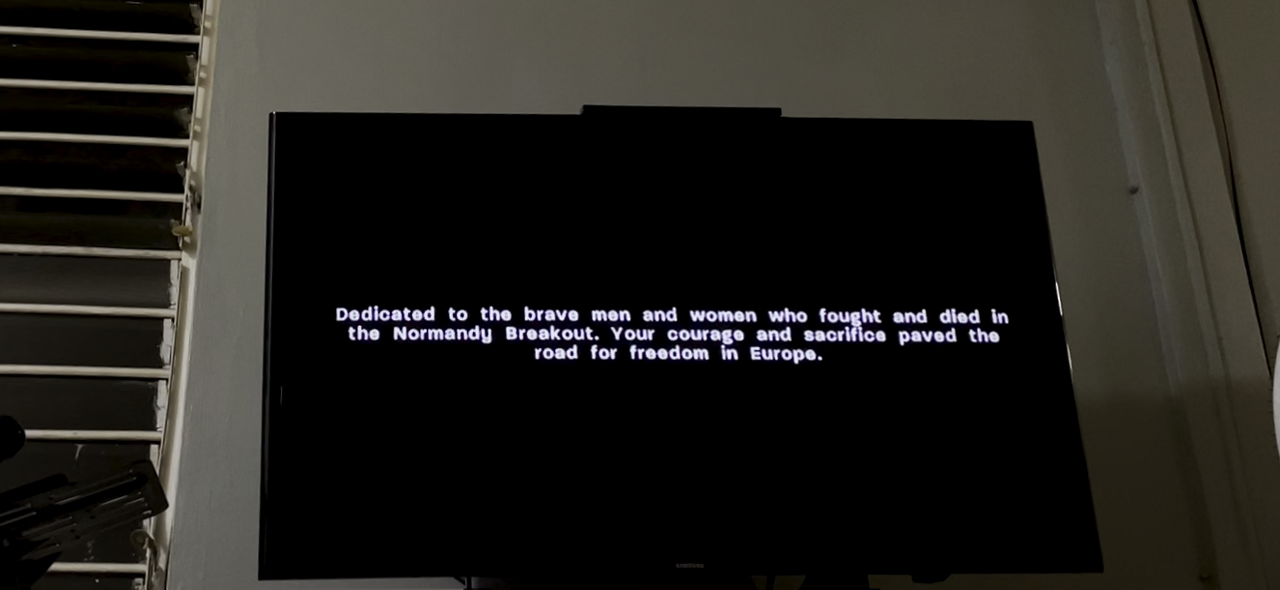 Dedicated to the brave men and women who fought and died in
the Normandy Breakout. Your courage and sacrifice paved the
road for freedom in Europe.
SAMSUNG